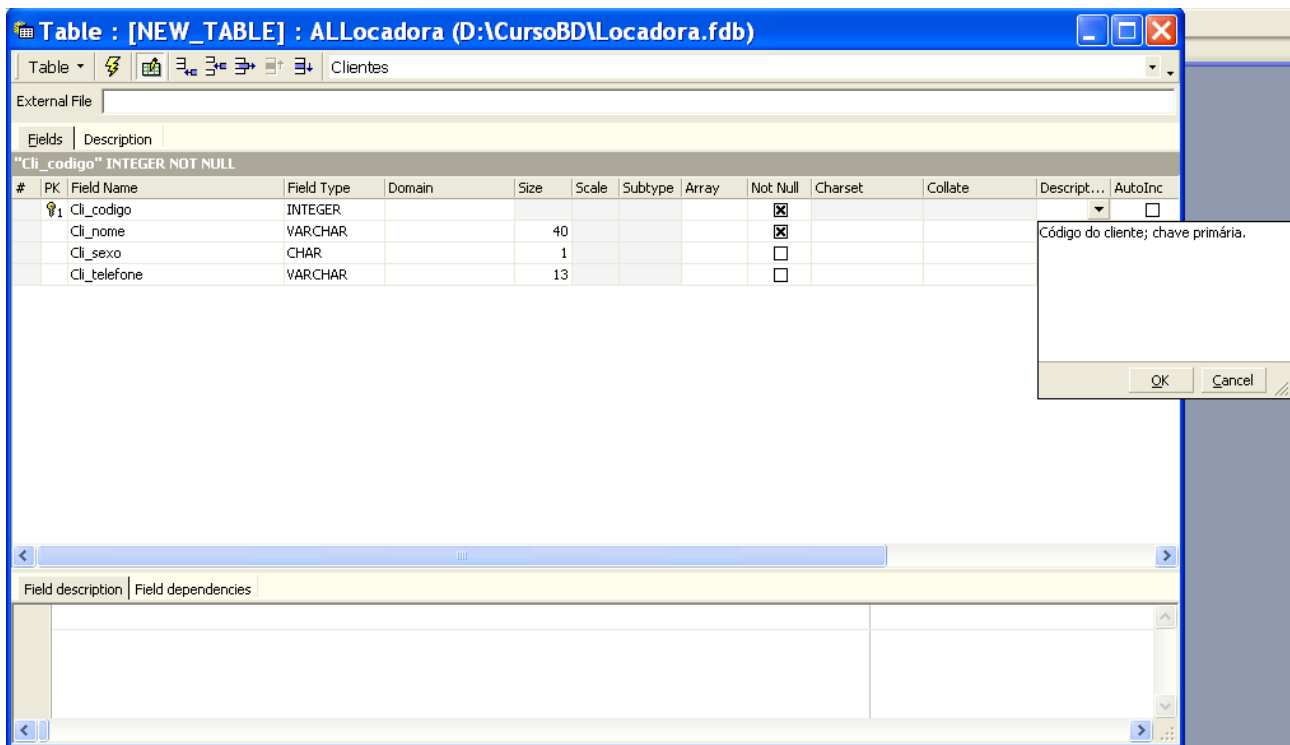 Table : [NEW_TABLE] : ALLocadora (D:\CursoBD\Locadora.fdb)
Table Clientes
External File
Fields Description
"Cli_codigo" INTEGER NOT NULL
# PK Field Name Field Type Domain Size Scale Subtype Array Not Null Charset Collate Descript... AutoInc
1 Cli_codigo INTEGER
Cli_nome VARCHAR 40
Cli_sexo CHAR 1
Cli_telefone VARCHAR 13
Código do cliente; chave primária.
OK Cancel
Field description Field dependencies